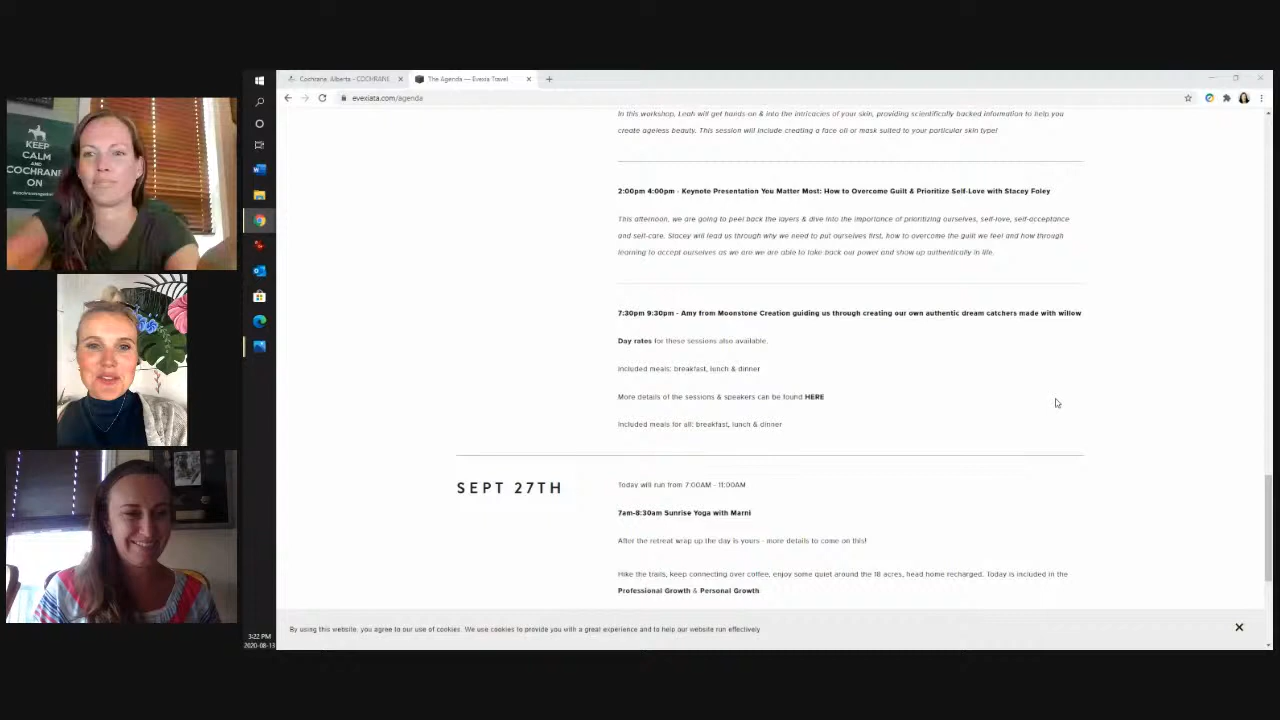 KEEP
CALM
AND
COCHRANE
ON
Cochrane, Alberta - COCHRANE
The Agenda — Evexia Travel
evexiata.com/agenda
In this workshop, Leah will get hands-on & into the intricacies of your skin, providing scientifically backed information to help you
create ageless beauty. This session will include creating a face oil or mask suited to your particular skin type!
2:00pm 4:00pm - Keynote Presentation You Matter Most: How to Overcome Guilt & Prioritize Self-Love with Stacey Foley
This afternoon, we are going to peel back the layers & dive into the importance of prioritizing ourselves, self-love, self-acceptance
and self-care. Stacey will lead us through why we need to put ourselves first, how to overcome the guilt we feel and how through
learning to accept ourselves as we are we are able to take back our power and show up authentically in life.
7:30pm 9:30pm - Amy from Moonstone Creation guiding us through creating our own authentic dream catchers made with willow
Day rates for those sessions also available.
Included meals: breakfast, lunch & dinner
More details of the sessions & speakers can be found HERE
Included meals for all: breakfast, lunch & dinner
SEPT 27TH
Today will run from 7:00AM - 11:00AM
7am-8:30am Sunrise Yoga with Marni
After the retreat wrap up the day is yours - more details to come on this!
Hike the trails, keep connecting over coffee, enjoy some quiet around the 18 acres, head home recharged. Today is included in the
Professional Growth & Personal Growth
By using this website, you agree to our use of cookies. We use cookies to provide you with a great experience and to help our website run effectively
3:22 PM
2020-08-13